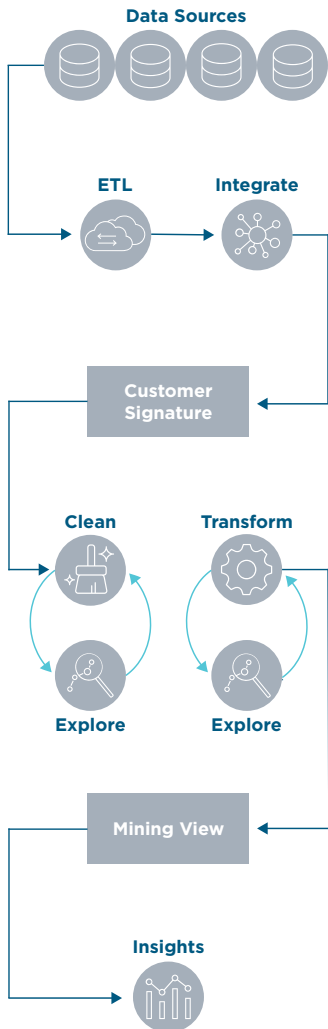 Data Sources
ETL
Integrate
Customer
Signature
Clean
Transform
Explore
Explore
Mining View
Insights